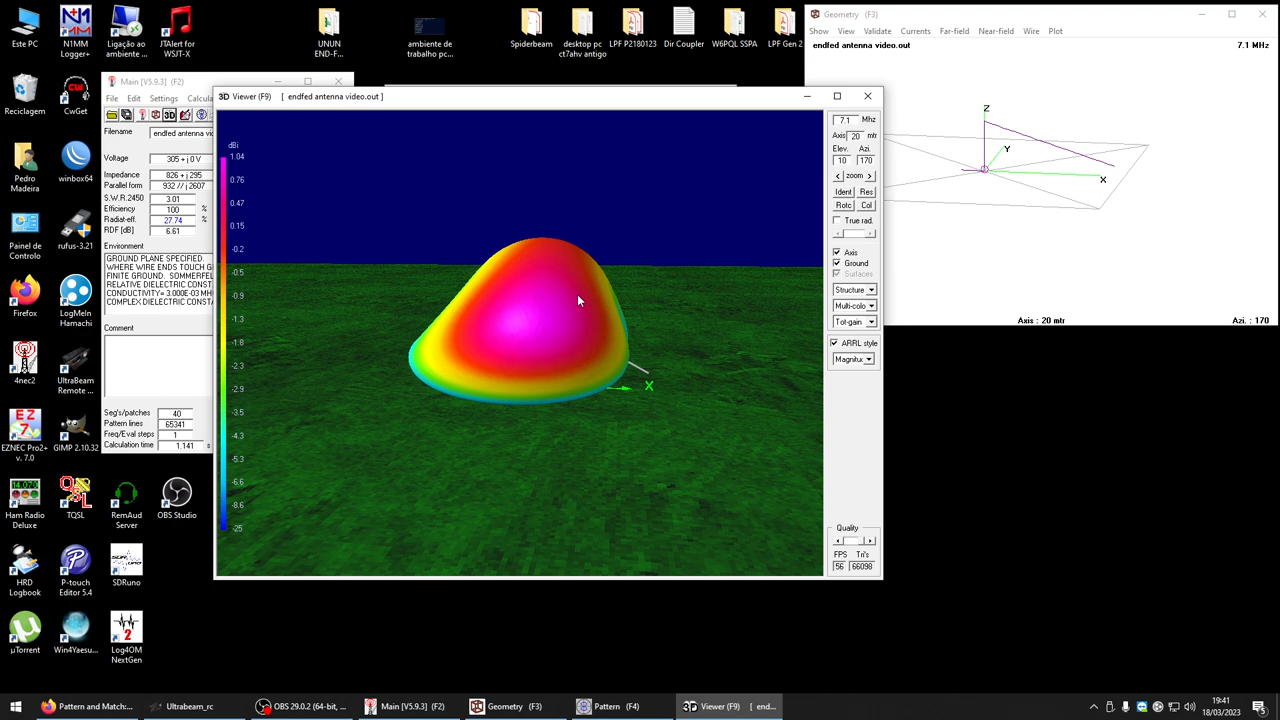 Este PC
N1MM
Logger+
Ligação ao
ambiente ...
JTAlert for
WSJT-X
UNUN
END-F...
ambiente de
trabalho pc...
Spiderbeam
desktop pc
ct7ahv antigo
LPF P2180123
Dir Coupler
W6PQL SSPA
LPF Gen 2
Reciclagem
CwGet
Pedro
Madeira
winbox64
Painel de
Controlo
rufus-3.21
Firefox
LogMeIn
Hamachi
4nec2
UltraBeam
Remote ...
EZNEC Pro2+
v. 7.0
GIMP 2.10.32
Ham Radio
Deluxe
TQSL
RemAud
Server
OBS Studio
HRD
Logbook
P-touch
Editor 5.4
SDRuno
µTorrent
Win4Yaesu...
Log4OM
NextGen
Main [V5.9.3] (F2)
File Edit Settings Calcula
3D
Filename
endfed antenna vi
Voltage 305 + j 0 V
Impedance 826 + j 295
Parallel form 932 // j 2607
S.W.R.2450 3.01
Efficiency 100 %
Radiat-eff. 27.74 %
RDF [dB] 6.61
Environment
GROUND PLANE SPECIFIED.
WHERE WIRE ENDS TOUCH G
FINITE GROUND. SOMMERFEL
RELATIVE DIELECTRIC CONST
CONDUCTIVITY= 3.000E-03 MH
COMPLEX DIELECTRIC CONSTA
Comment
Seg's/patches 40
Pattern lines 65341
Freq/Eval steps 1
Calculation time 1.141 s
3D Viewer (F9) [ endfed antenna video.out ]
dBi
1.04
0.76
0.47
0.15
-0.2
-0.5
-0.9
-1.3
-1.8
-2.3
-2.9
-3.5
-4.3
-5.3
-6.6
-8.6
-25
X
7.1 Mhz
Axis 20 mtr
Elev. Azi.
10 170
< zoom >
Ident Res
Rotc Col
True rad.
Axis
Ground
Surfaces
Structure
Multi-colo
Tot-gain
ARRL style
Magnitu
Quality
FPS Tri's
56 66098
Geometry (F3)
Show View Validate Currents Far-field Near-field Wire Plot
endfed antenna video.out 7.1 MHz
Z
Y
X
Axis : 20 mtr Azi. : 170
Pattern and Match:...
Ultrabeam_rc
OBS 29.0.2 (64-bit, ...
Main [V5.9.3] (F2)
Geometry (F3)
Pattern (F4)
3D Viewer (F9) [ end...
19:41
18/03/2023
5